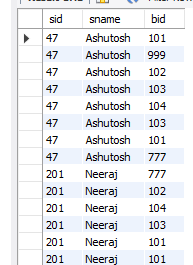 sid sname bid
47 Ashutosh 101
47 Ashutosh 999
47 Ashutosh 102
47 Ashutosh 103
47 Ashutosh 104
47 Ashutosh 103
47 Ashutosh 101
47 Ashutosh 777
201 Neeraj 777
201 Neeraj 102
201 Neeraj 104
201 Neeraj 103
201 Neeraj 101
201 Neeraj 101